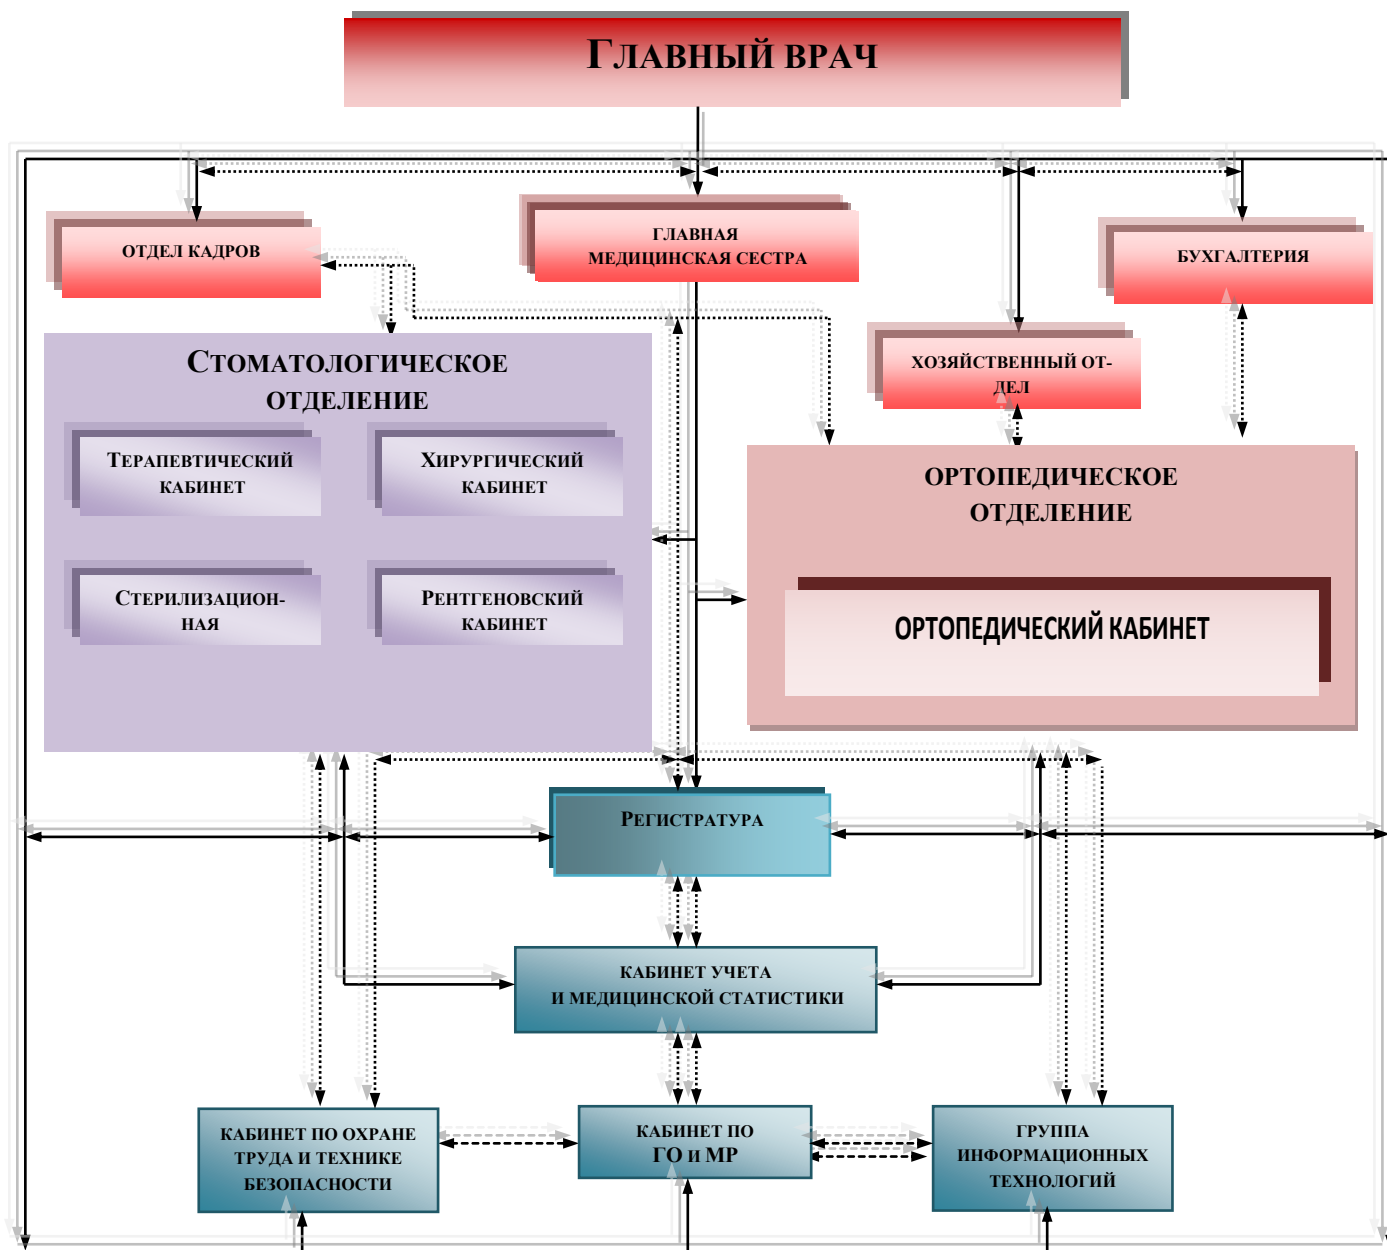 ГЛАВНЫЙ ВРАЧ
ОТДЕЛ КАДРОВ
ГЛАВНАЯ
МЕДИЦИНСКАЯ СЕСТРА
БУХГАЛТЕРИЯ
ХОЗЯЙСТВЕННЫЙ ОТ-
ДЕЛ
СТОМАТОЛОГИЧЕСКОЕ
ОТДЕЛЕНИЕ
ТЕРАПЕВТИЧЕСКИЙ
КАБИНЕТ
ХИРУРГИЧЕСКИЙ
КАБИНЕТ
СТЕРИЛИЗАЦИОН-
НАЯ
РЕНТГЕНОВСКИЙ
КАБИНЕТ
ОРТОПЕДИЧЕСКОЕ
ОТДЕЛЕНИЕ
ОРТОПЕДИЧЕСКИЙ КАБИНЕТ
РЕГИСТРАТУРА
КАБИНЕТ УЧЕТА
И МЕДИЦИНСКОЙ СТАТИСТИКИ
КАБИНЕТ ПО ОХРАНЕ
ТРУДА И ТЕХНИКЕ
БЕЗОПАСНОСТИ
КАБИНЕТ ПО
ГО И МР
ГРУППА
ИНФОРМАЦИОННЫХ
ТЕХНОЛОГИЙ